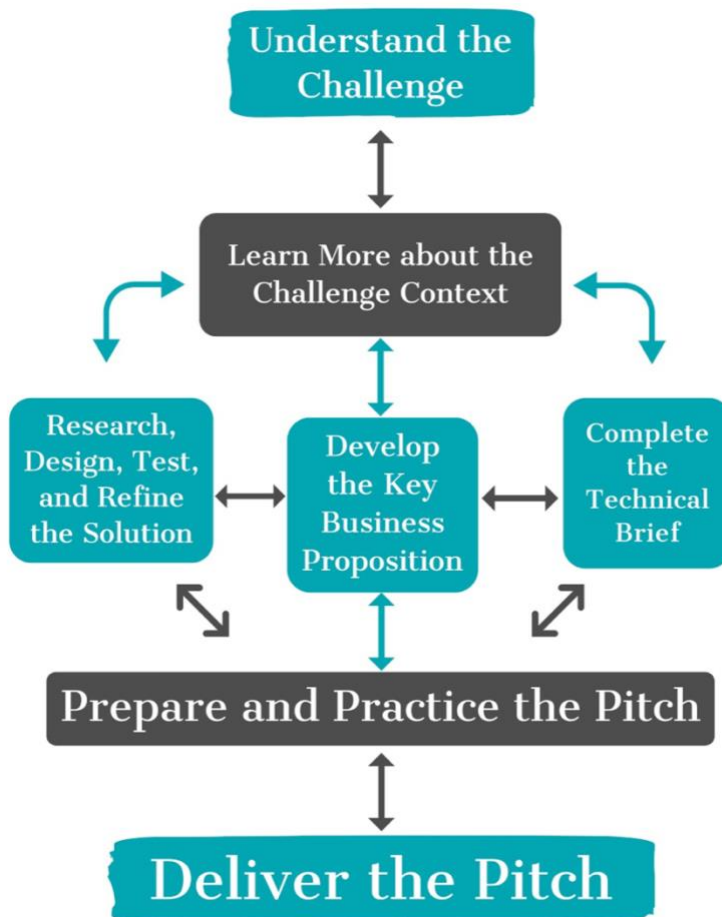 Understand the
Challenge
Learn More about the
Challenge Context
Research,
Design, Test,
and Refine
the Solution
Develop
the Key
Business
Proposition
Complete
the
Technical
Brief
Prepare and Practice the Pitch
Deliver the Pitch